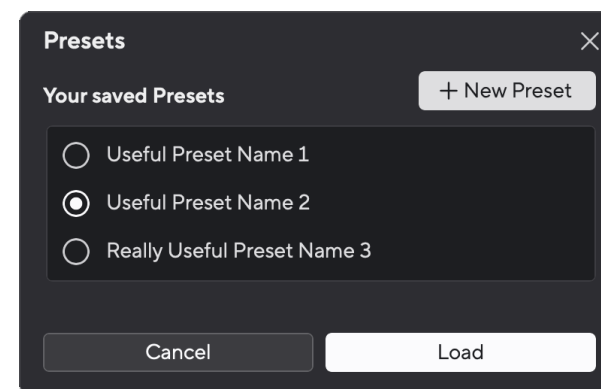 Presets
Your saved Presets
+ New Preset
Useful Preset Name 1
Useful Preset Name 2
Really Useful Preset Name 3
Cancel
Load